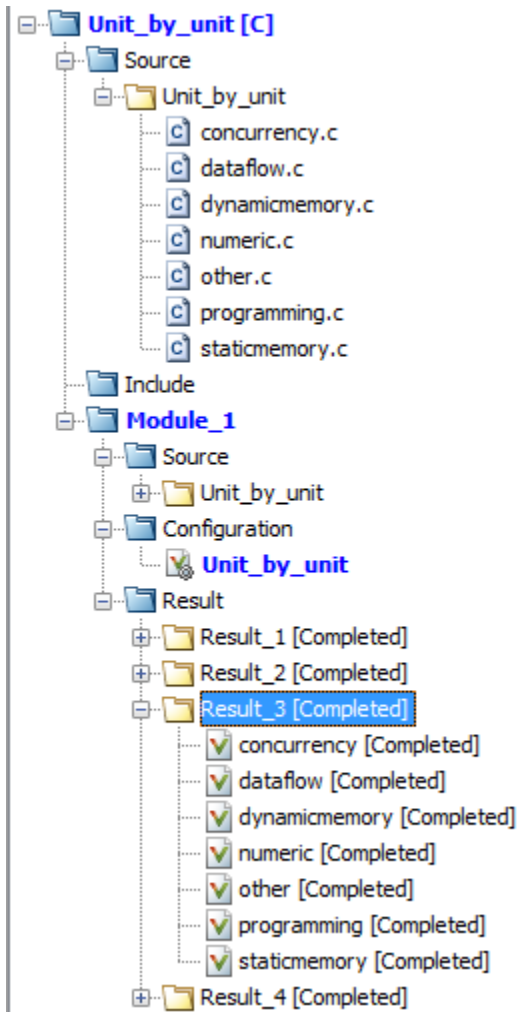 Unit_by_unit [C]
Source
Unit_by_unit
concurrency.c
dataflow.c
dynamicmemory.c
numeric.c
other.c
programming.c
staticmemory.c
Include
Module_1
Source
Unit_by_unit
Configuration
Unit_by_unit
Result
Result_1 [Completed]
Result_2 [Completed]
Result_3 [Completed]
concurrency [Completed]
dataflow [Completed]
dynamicmemory [Completed]
numeric [Completed]
other [Completed]
programming [Completed]
staticmemory [Completed]
Result_4 [Completed]